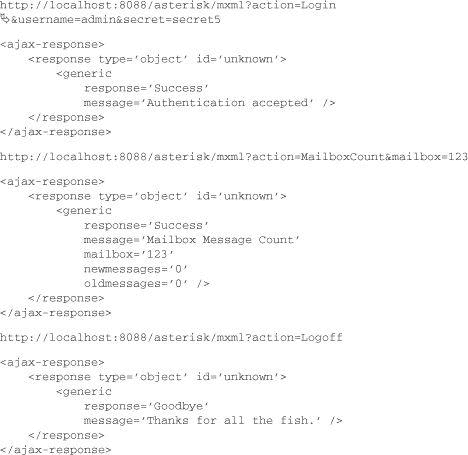 http://localhost:8088/asterisk/mxml?action=Login
&username=admin&secret=secret5
<ajax-response>
<response type='object' id='unknown'>
<generic
response='Success'
message='Authentication accepted' />
</response>
</ajax-response>
http://localhost:8088/asterisk/mxml?action=MailboxCount&mailbox=123
<ajax-response>
<response type='object' id='unknown'>
<generic
response='Success'
message='Mailbox Message Count'
mailbox='123'
newmessages='0'
oldmessages='0' />
</response>
</ajax-response>
http://localhost:8088/asterisk/mxml?action=Logoff
<ajax-response>
<response type='object' id='unknown'>
<generic
response='Goodbye'
message='Thanks for all the fish.' />
</response>
</ajax-response>